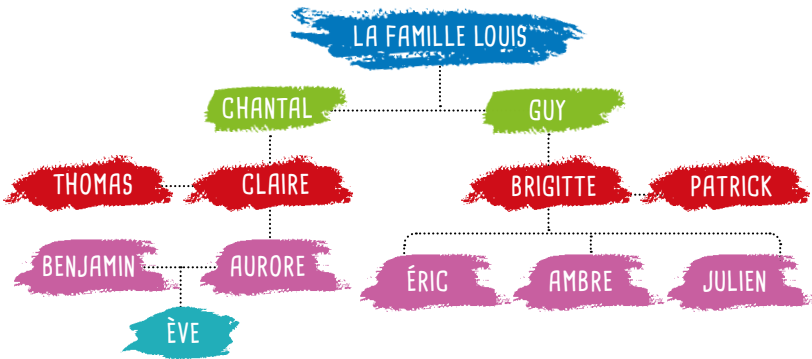 LA FAMILLE LOUIS
CHANTAL
GUY
THOMAS
CLAIRE
BRIGITTE
PATRICK
BENJAMIN
AURORE
ÉRIC
AMBRE
JULIEN
ÈVE